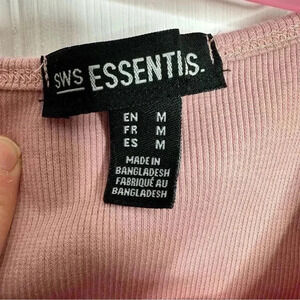 SWS ESSENTIS.
EN M
FR M
ES M
MADE IN
BANGLADESH
FABRIQUÉ AU
BANGLADESH